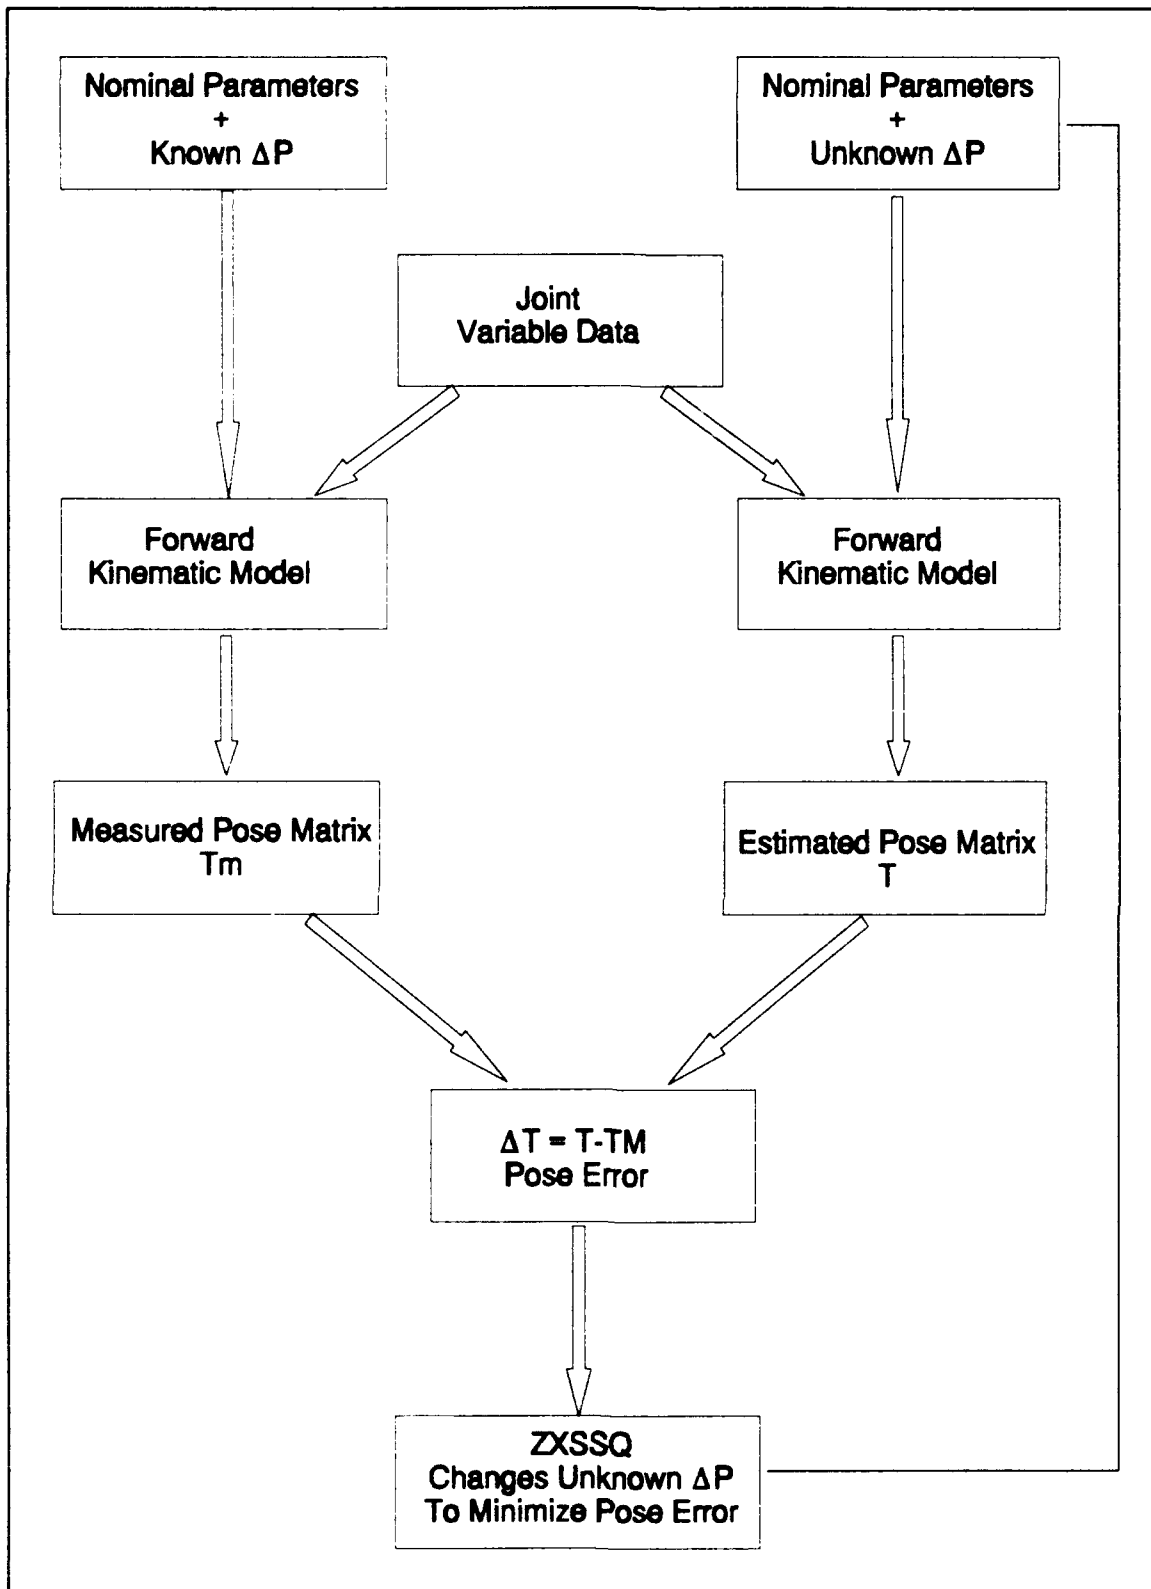 Nominal Parameters
+
Known ΔP
Nominal Parameters
+
Unknown ΔP
Joint
Variable Data
Forward
Kinematic Model
Forward
Kinematic Model
Measured Pose Matrix
Tm
Estimated Pose Matrix
T
ΔT = T-TM
Pose Error
ZXSSQ
Changes Unknown ΔP
To Minimize Pose Error